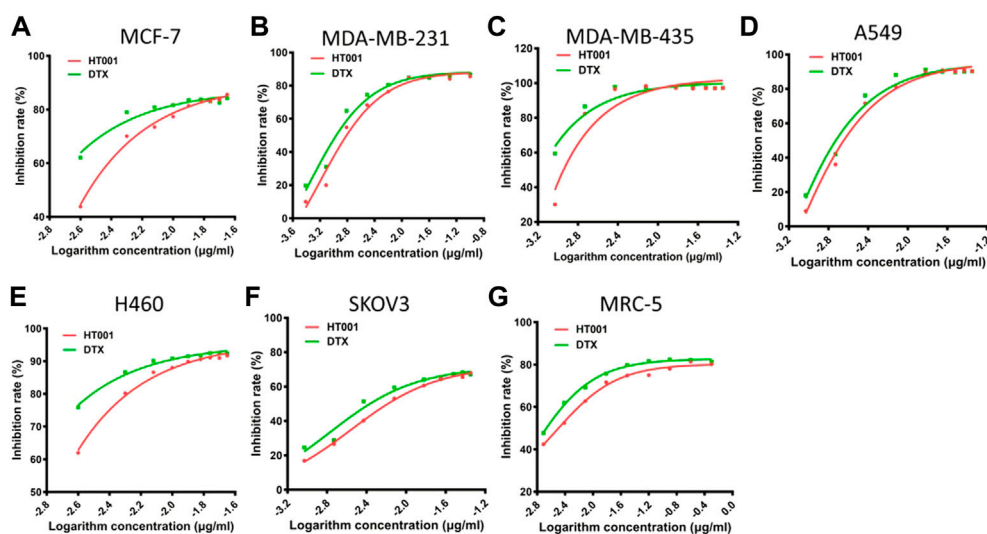 A
MCF-7
HT001
DTX
Inhibition rate (%)
100
80
60
40
-2.8
-2.6
-2.4
-2.2
-2.0
-1.8
-1.6
Logarithm concentration (μg/ml)
B
MDA-MB-231
HT001
DTX
Inhibition rate (%)
100
80
60
40
20
0
-3.6
-3.2
-2.8
-2.4
-2.0
-1.6
-1.2
-0.8
Logarithm concentration (μg/ml)
C
MDA-MB-435
HT001
DTX
Inhibition rate (%)
120
100
80
60
40
20
-3.2
-2.8
-2.4
-2.0
-1.6
-1.2
Logarithm concentration (μg/ml)
D
A549
HT001
DTX
Inhibition rate (%)
100
80
60
40
20
0
-3.2
-2.8
-2.4
-2.0
-1.6
-1.2
Logarithm concentration (μg/ml)
E
H460
HT001
DTX
Inhibition rate (%)
100
90
80
70
60
50
-2.8
-2.6
-2.4
-2.2
-2.0
-1.8
-1.6
Logarithm concentration (μg/ml)
F
SKOV3
HT001
DTX
Inhibition rate (%)
100
80
60
40
20
0
-3.2
-2.8
-2.4
-2.0
-1.6
-1.2
Logarithm concentration (μg/ml)
G
MRC-5
HT001
DTX
Inhibition rate (%)
100
80
60
40
20
-2.7
-2.4
-2.1
-1.8
-1.5
-1.2
-0.9
-0.6
-0.3
0.0
Logarithm concentration (μg/ml)